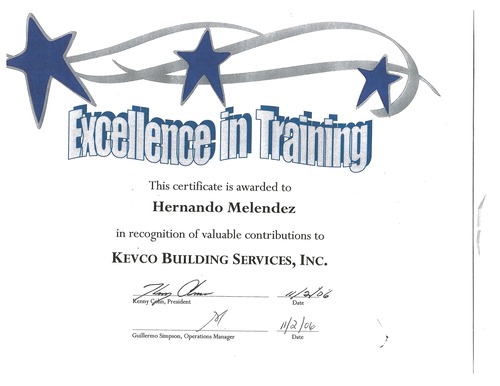 Excellence in Training
This certificate is awarded to
Hernando Melendez
in recognition of valuable contributions to
KEVCO BUILDING SERVICES, INC.
11/2/06
Kenny Cohn, President Date
11/2/06
Guillermo Simpson, Operations Manager Date